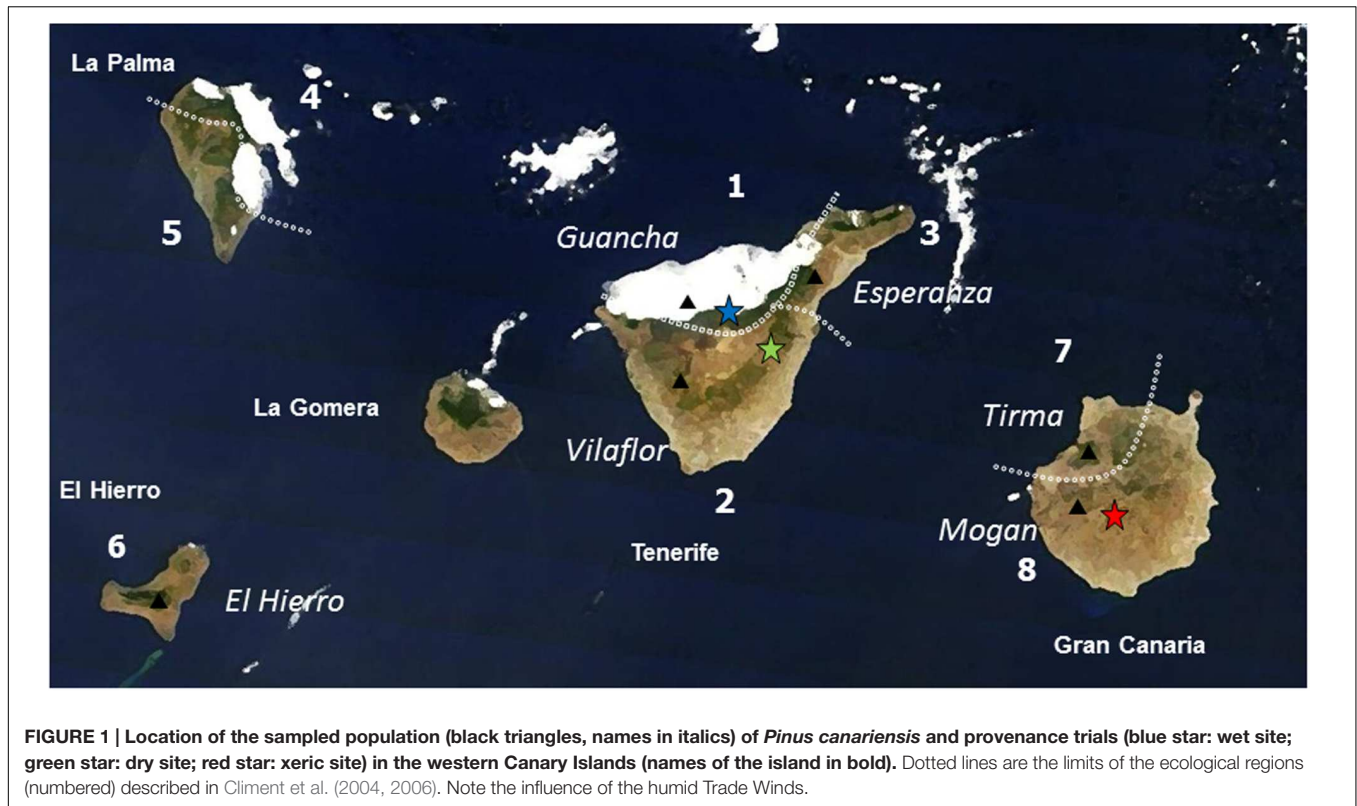 La Palma
4
1
Guancha
5
3
Esperanza
7
La Gomera
Tirma
Vilaflor
El Hierro
2
Mogan
6
Tenerife
8
El Hierro
Gran Canaria
FIGURE 1 | Location of the sampled population (black triangles, names in italics) of Pinus canariensis and provenance trials (blue star: wet site;
green star: dry site; red star: xeric site) in the western Canary Islands (names of the island in bold). Dotted lines are the limits of the ecological regions
(numbered) described in Climent et al. (2004, 2006). Note the influence of the humid Trade Winds.